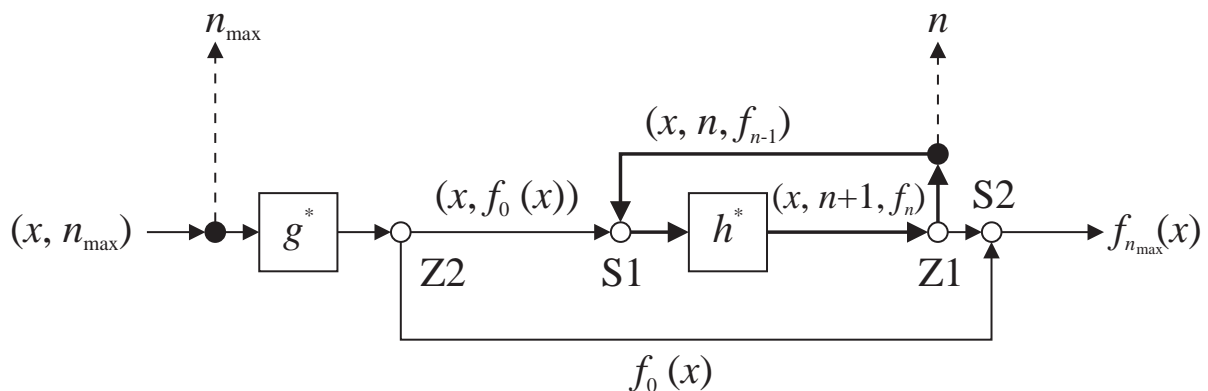 n_max
n
(x, n, f_{n-1})
(x, f_0 (x))
(x, n+1, f_n)
S2
(x, n_max)
g*
h*
f_{n_max}(x)
Z2
S1
Z1
f_0 (x)